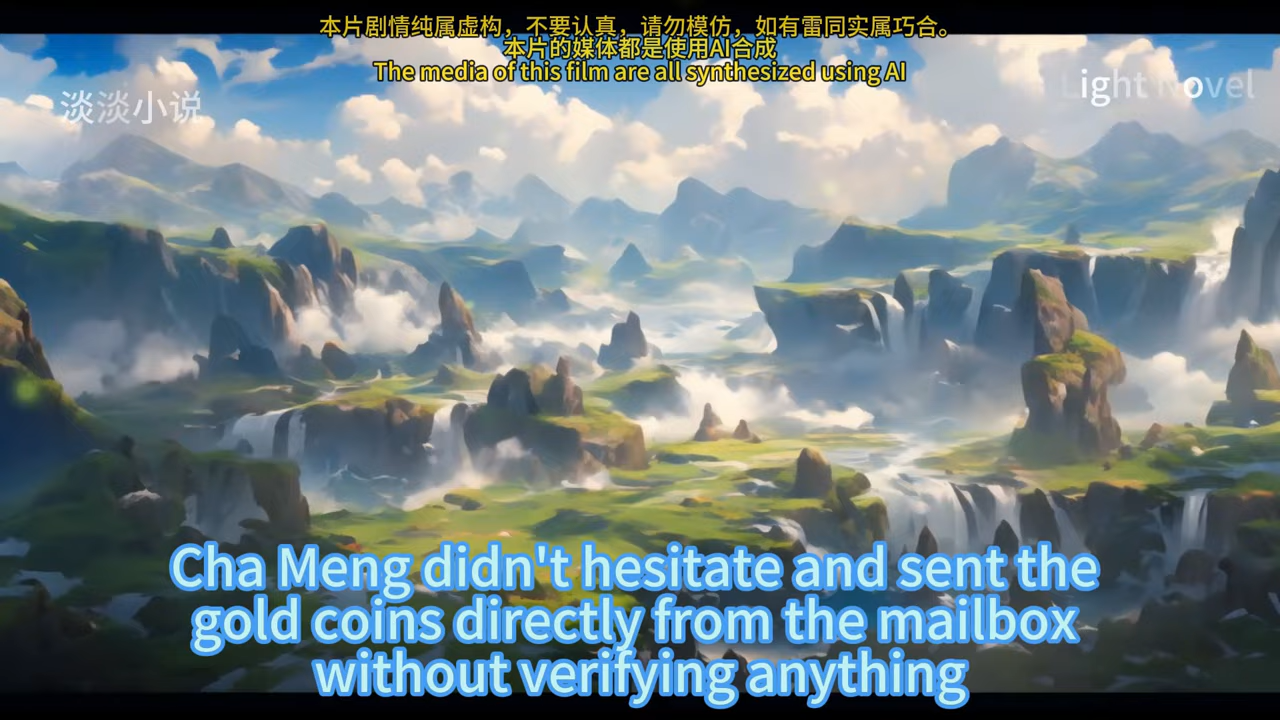 本片剧情纯属虚构，不要认真，请勿模仿，如有雷同实属巧合。
本片的媒体都是使用AI合成
The media of this film are all synthesized using AI
淡淡小说
Light Novel
Cha Meng didn't hesitate and sent the
gold coins directly from the mailbox
without verifying anything